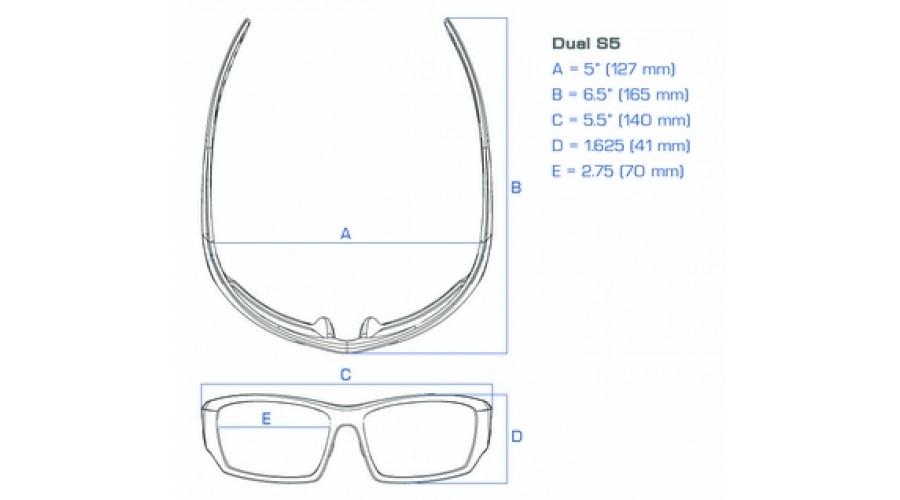 Dual S5
A = 5" (127 mm)
B = 6.5" (165 mm)
C = 5.5" (140 mm)
D = 1.625 (41 mm)
E = 2.75 (70 mm)
B
A
C
E
D